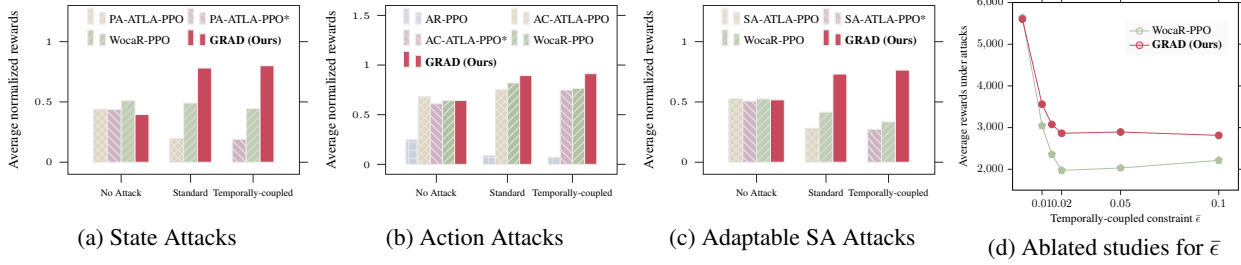 Average normalized rewards
1
0.5
0
PA-ATLA-PPO
PA-ATLA-PPO*
WocaR-PPO
GRAD (Ours)
No Attack
Standard
Temporally-coupled
(a) State Attacks
Average normalized rewards
1.5
1
0.5
0
AR-PPO
AC-ATLA-PPO
AC-ATLA-PPO*
WocaR-PPO
GRAD (Ours)
No Attack
Standard
Temporally-coupled
(b) Action Attacks
Average normalized rewards
1
0.5
0
SA-ATLA-PPO
SA-ATLA-PPO*
WocaR-PPO
GRAD (Ours)
No Attack
Standard
Temporally-coupled
(c) Adaptable SA Attacks
Average rewards under attacks
6,000
5,000
4,000
3,000
2,000
WocaR-PPO
GRAD (Ours)
0.01
0.02
0.05
0.1
Temporally-coupled constraint ε̄
(d) Ablated studies for ε̄